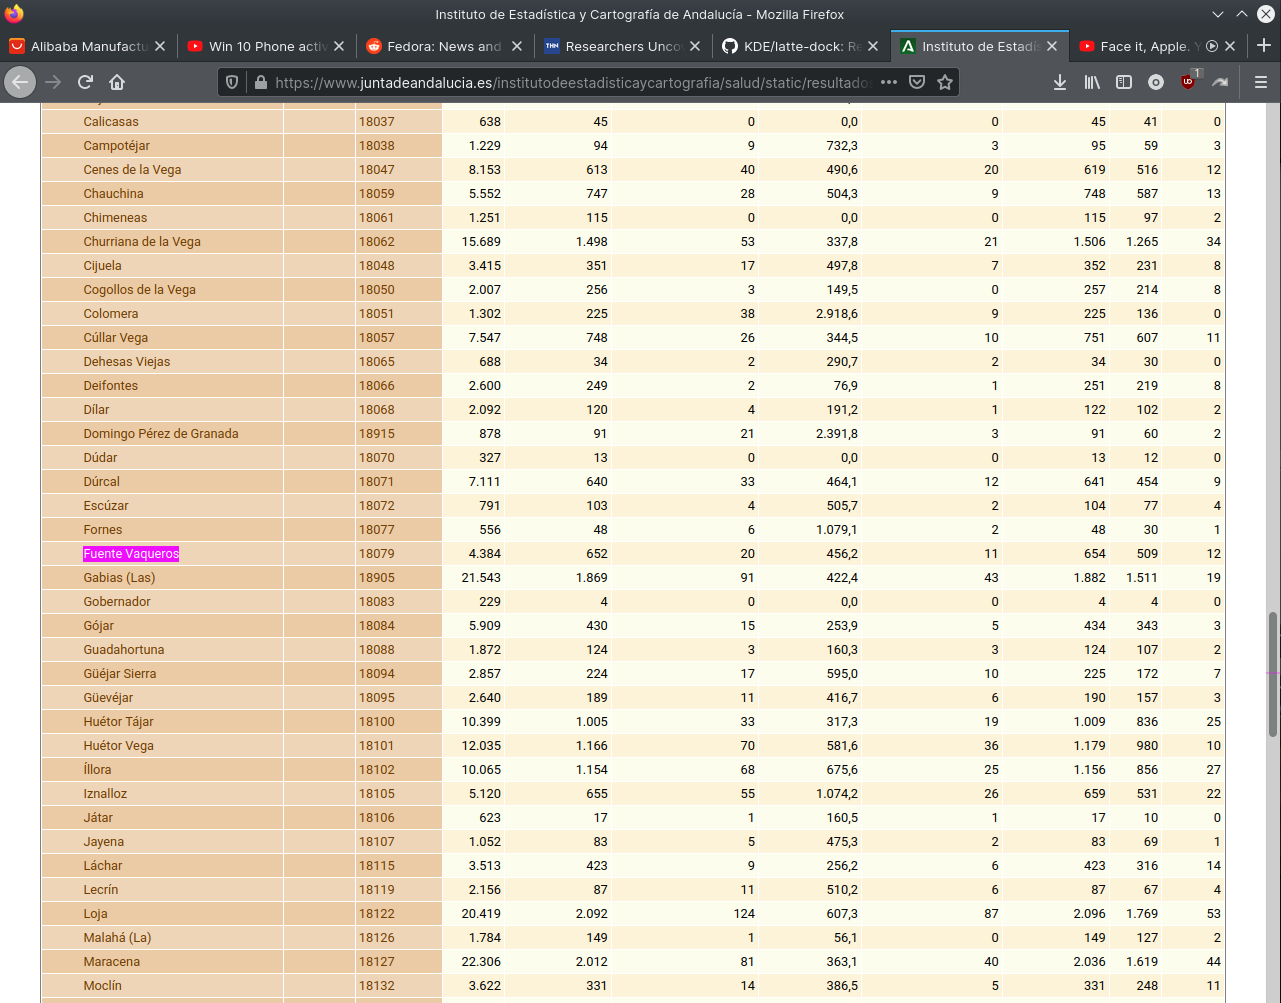 Instituto de Estadística y Cartografía de Andalucía - Mozilla Firefox
Alibaba Manufactu Win 10 Phone activ Fedora: News and THN Researchers Unco KDE/latte-dock: Re Instituto de Estadís Face it, Apple. Y
https://www.juntadeandalucia.es/institutodeestadisticaycartografia/salud/static/resultados 1
Calicasas 18037 638 45 0 0,0 0 45 41 0
Campotéjar 18038 1.229 94 9 732,3 3 95 59 3
Cenes de la Vega 18047 8.153 613 40 490,6 20 619 516 12
Chauchina 18059 5.552 747 28 504,3 9 748 587 13
Chimeneas 18061 1.251 115 0 0,0 0 115 97 2
Churriana de la Vega 18062 15.689 1.498 53 337,8 21 1.506 1.265 34
Cijuela 18048 3.415 351 17 497,8 7 352 231 8
Cogollos de la Vega 18050 2.007 256 3 149,5 0 257 214 8
Colomera 18051 1.302 225 38 2.918,6 9 225 136 0
Cúllar Vega 18057 7.547 748 26 344,5 10 751 607 11
Dehesas Viejas 18065 688 34 2 290,7 2 34 30 0
Deifontes 18066 2.600 249 2 76,9 1 251 219 8
Dílar 18068 2.092 120 4 191,2 1 122 102 2
Domingo Pérez de Granada 18915 878 91 21 2.391,8 3 91 60 2
Dúdar 18070 327 13 0 0,0 0 13 12 0
Dúrcal 18071 7.111 640 33 464,1 12 641 454 9
Escúzar 18072 791 103 4 505,7 2 104 77 4
Fornes 18077 556 48 6 1.079,1 2 48 30 1
Fuente Vaqueros 18079 4.384 652 20 456,2 11 654 509 12
Gabias (Las) 18905 21.543 1.869 91 422,4 43 1.882 1.511 19
Gobernador 18083 229 4 0 0,0 0 4 4 0
Gójar 18084 5.909 430 15 253,9 5 434 343 3
Guadahortuna 18088 1.872 124 3 160,3 3 124 107 2
Güéjar Sierra 18094 2.857 224 17 595,0 10 225 172 7
Güevéjar 18095 2.640 189 11 416,7 6 190 157 3
Huétor Tájar 18100 10.399 1.005 33 317,3 19 1.009 836 25
Huétor Vega 18101 12.035 1.166 70 581,6 36 1.179 980 10
Íllora 18102 10.065 1.154 68 675,6 25 1.156 856 27
Iznalloz 18105 5.120 655 55 1.074,2 26 659 531 22
Játar 18106 623 17 1 160,5 1 17 10 0
Jayena 18107 1.052 83 5 475,3 2 83 69 1
Láchar 18115 3.513 423 9 256,2 6 423 316 14
Lecrín 18119 2.156 87 11 510,2 6 87 67 4
Loja 18122 20.419 2.092 124 607,3 87 2.096 1.769 53
Malahá (La) 18126 1.784 149 1 56,1 0 149 127 2
Maracena 18127 22.306 2.012 81 363,1 40 2.036 1.619 44
Moclín 18132 3.622 331 14 386,5 5 331 248 11